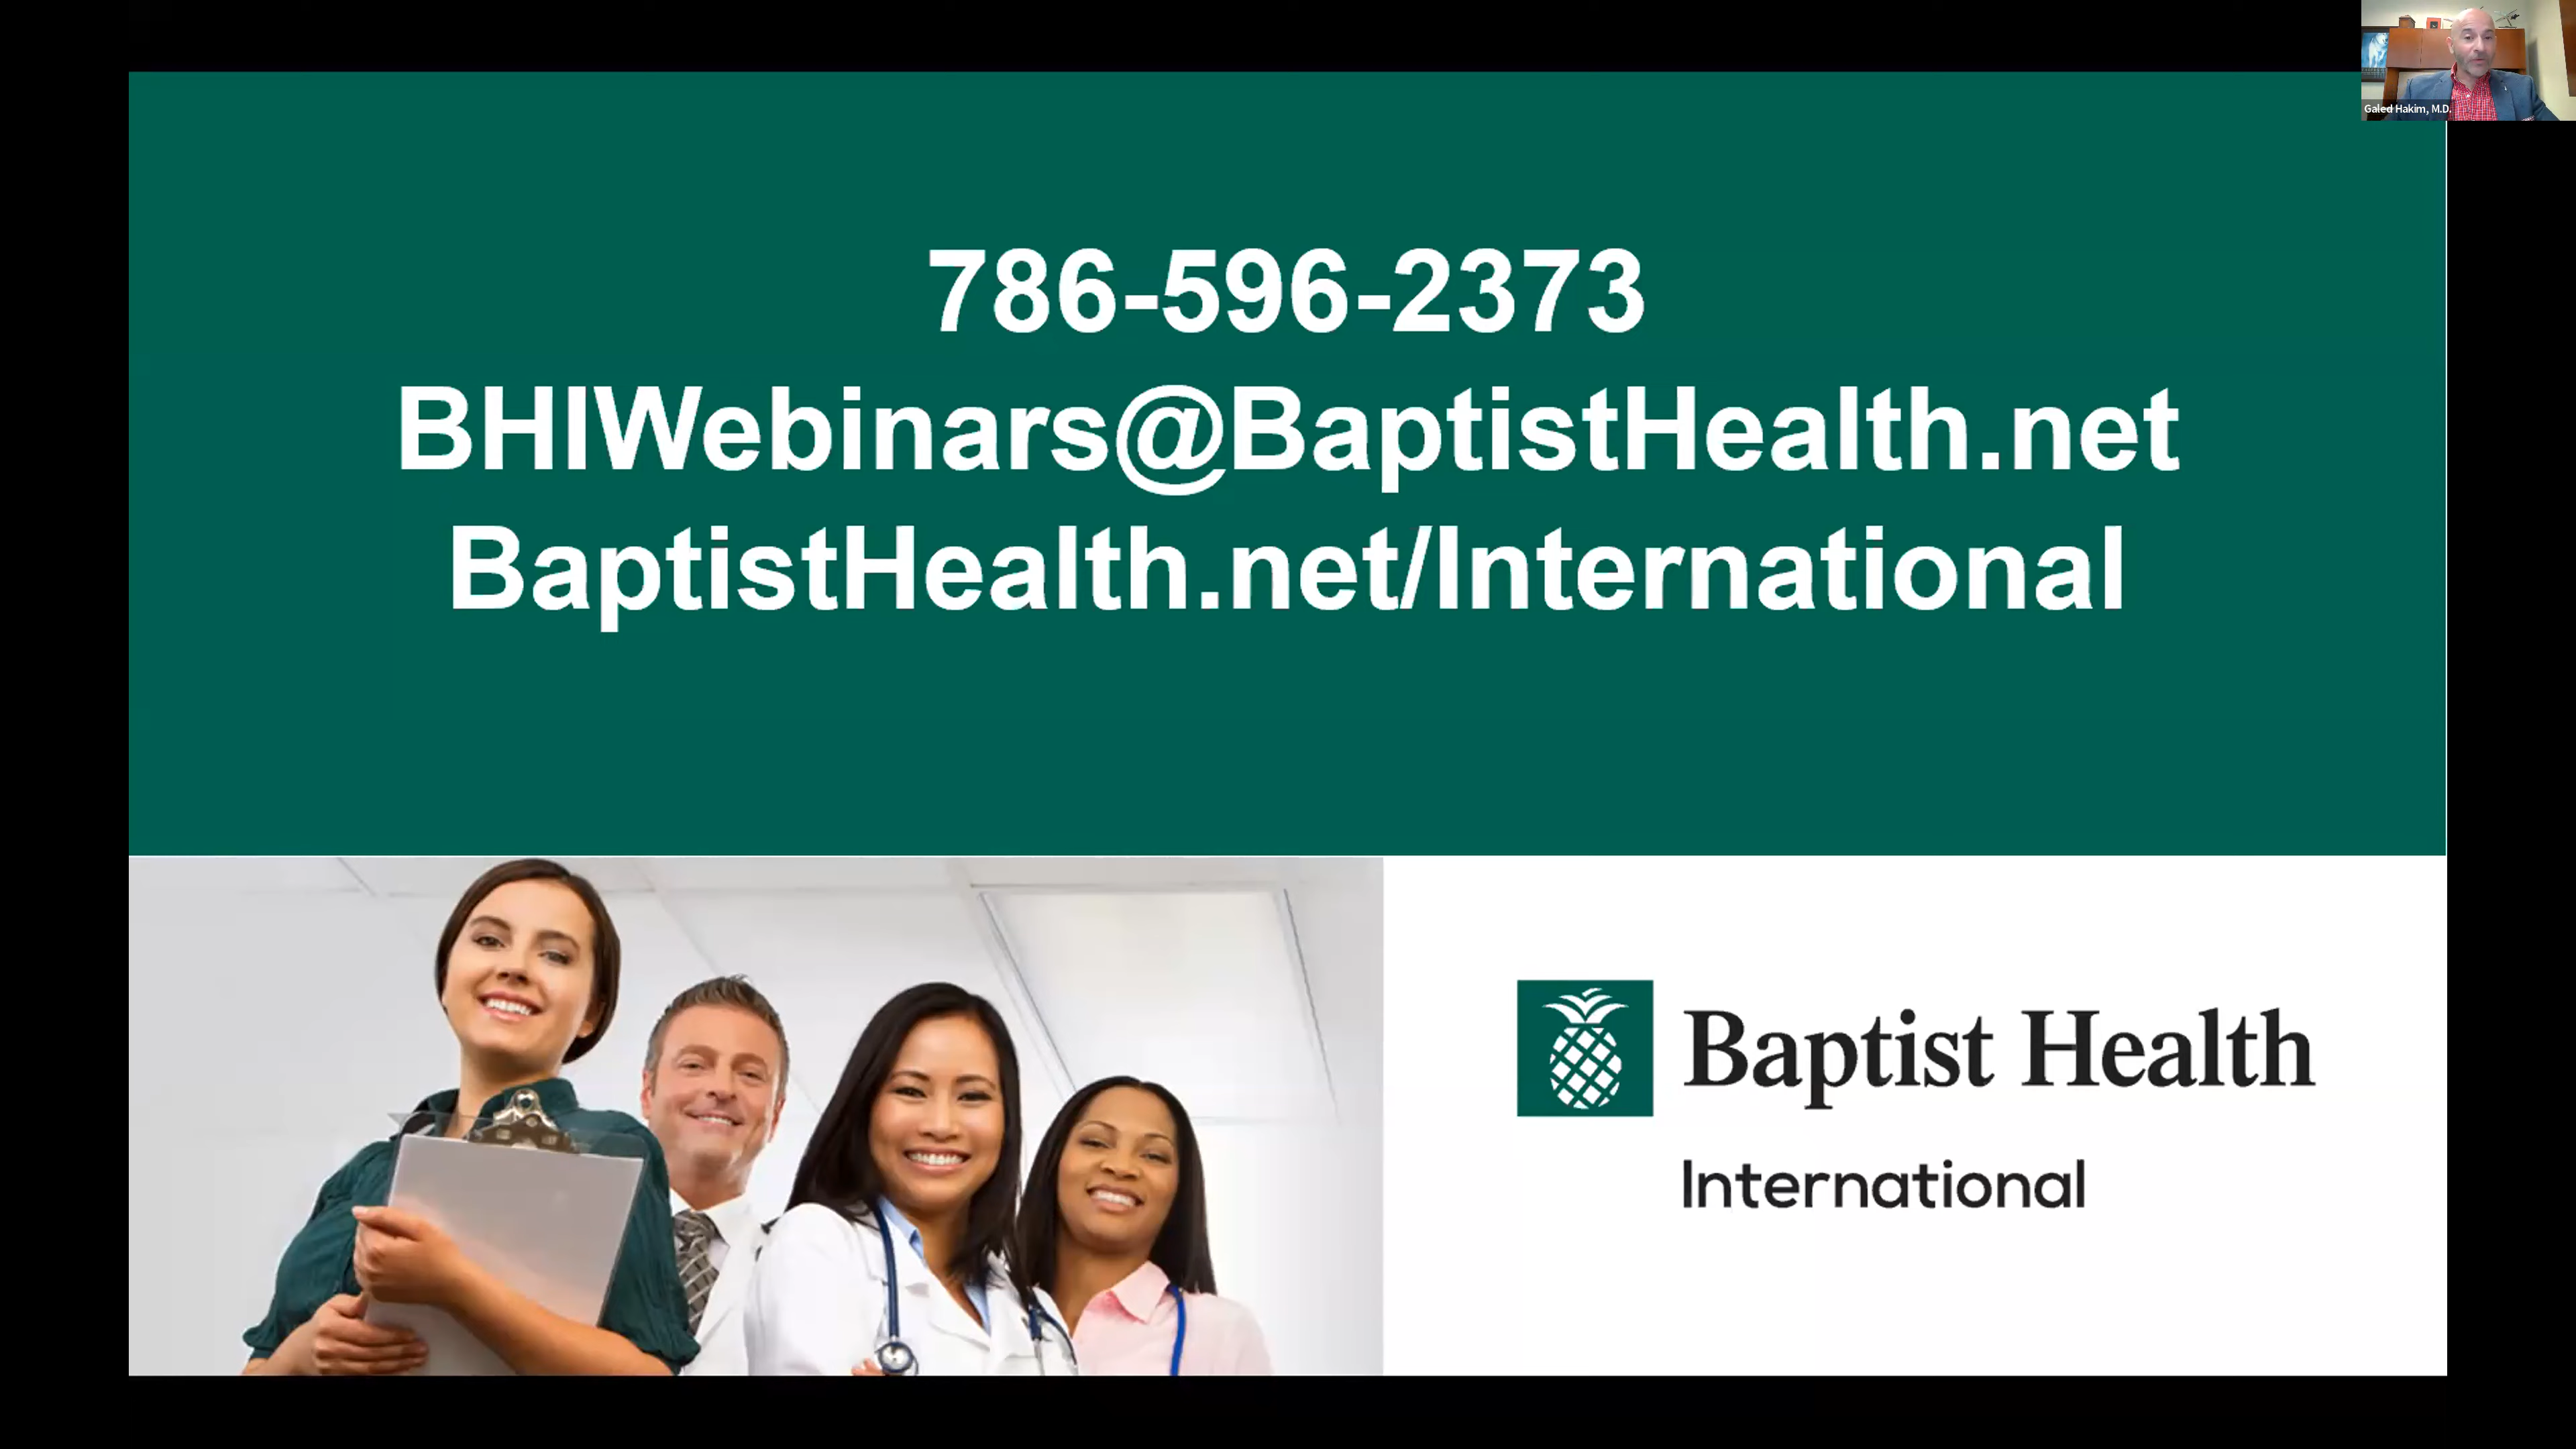 Galed Hakim, M.D.
786-596-2373
BHIWebinars@BaptistHealth.net
BaptistHealth.net/International
Baptist Health
International